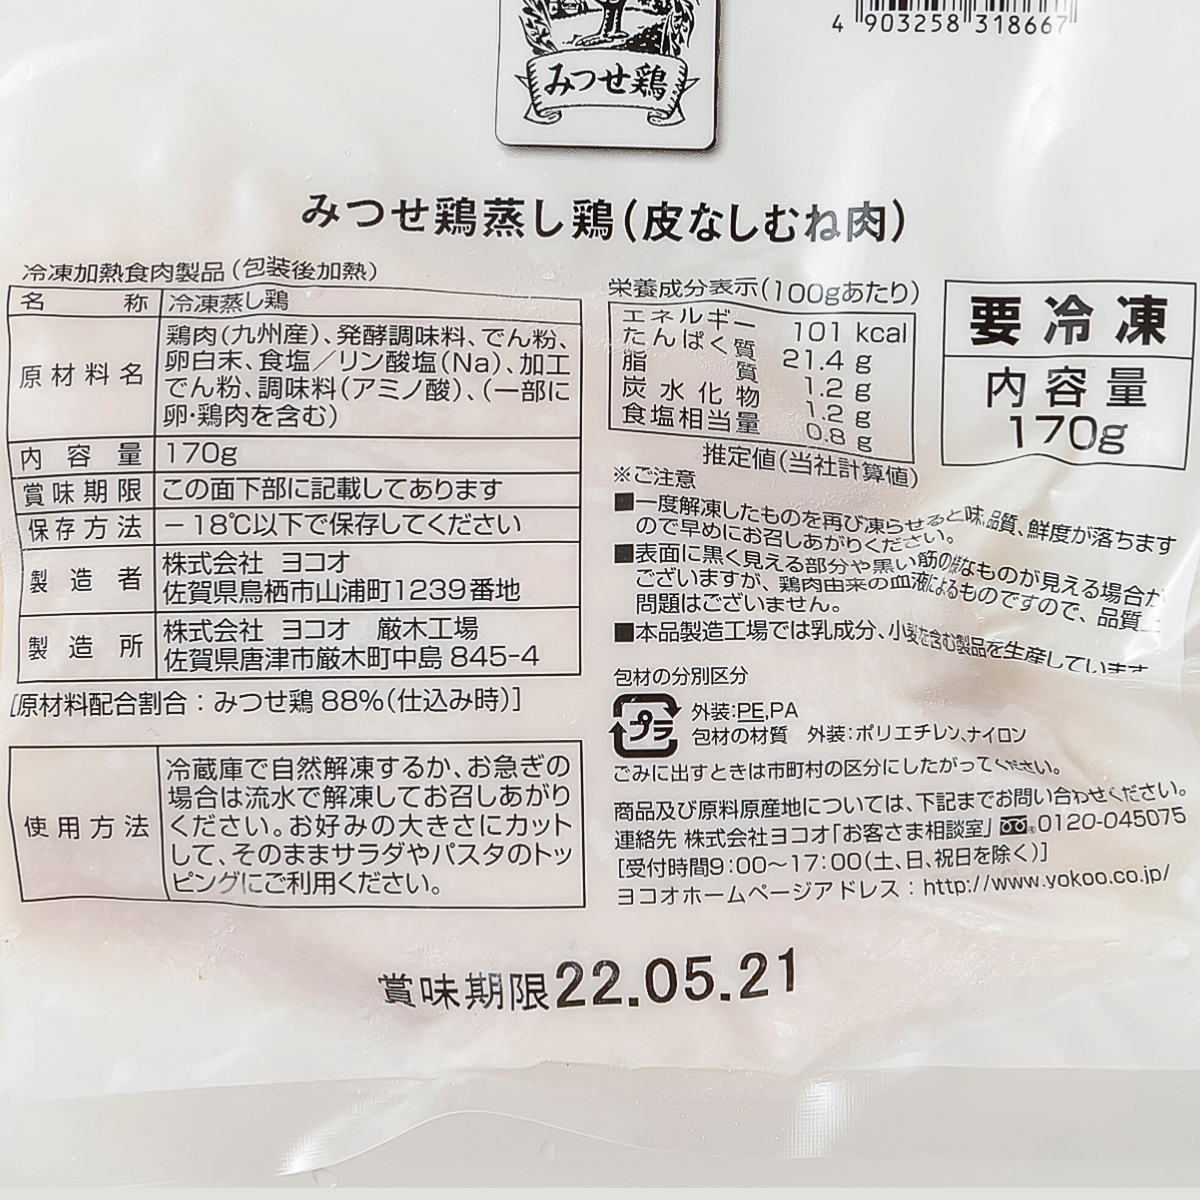 4 903258 318667
みつせ鶏
みつせ鶏蒸し鶏(皮なしむね肉)
冷凍加熱食肉製品(包装後加熱)
名称 冷凍蒸し鶏
原材料名 鶏肉(九州産)、発酵調味料、でん粉、
卵白末、食塩/リン酸塩(Na)、加工
でん粉、調味料(アミノ酸)、(一部に
卵・鶏肉を含む)
内容量 170g
賞味期限 この面下部に記載してあります
保存方法 −18℃以下で保存してください
製造者 株式会社 ヨコオ
佐賀県鳥栖市山浦町1239番地
製造所 株式会社 ヨコオ 厳木工場
佐賀県唐津市厳木町中島 845-4
[原材料配合割合:みつせ鶏 88%(仕込み時)]
使用方法 冷蔵庫で自然解凍するか、お急ぎの
場合は流水で解凍してお召しあがり
ください。お好みの大きさにカット
して、そのままサラダやパスタのトッ
ピングにご利用ください。
栄養成分表示(100gあたり)
エネルギー 101 kcal
たんぱく質 21.4 g
脂質 1.2 g
炭水化物 1.2 g
食塩相当量 0.8 g
推定値(当社計算値)
要冷凍
内容量
170g
※ご注意
■一度解凍したものを再び凍らせると味、品質、鮮度が落ちます
ので早めにお召しあがりください。
■表面に黒く見える部分や黒い筋の様なものが見える場合が
ございますが、鶏肉由来の血液によるものですので、品質上
問題はございません。
■本品製造工場では乳成分、小麦を含む製品を生産しています
包材の分別区分
プラ 外装:PE,PA
包材の材質 外装:ポリエチレン、ナイロン
ごみに出すときは市町村の区分にしたがってください。
商品及び原料原産地については、下記までお問い合わせください。
連絡先 株式会社ヨコオ「お客さま相談室」 0120-045075
[受付時間9:00〜17:00(土、日、祝日を除く)]
ヨコオホームページアドレス:http://www.yokoo.co.jp/
賞味期限22.05.21